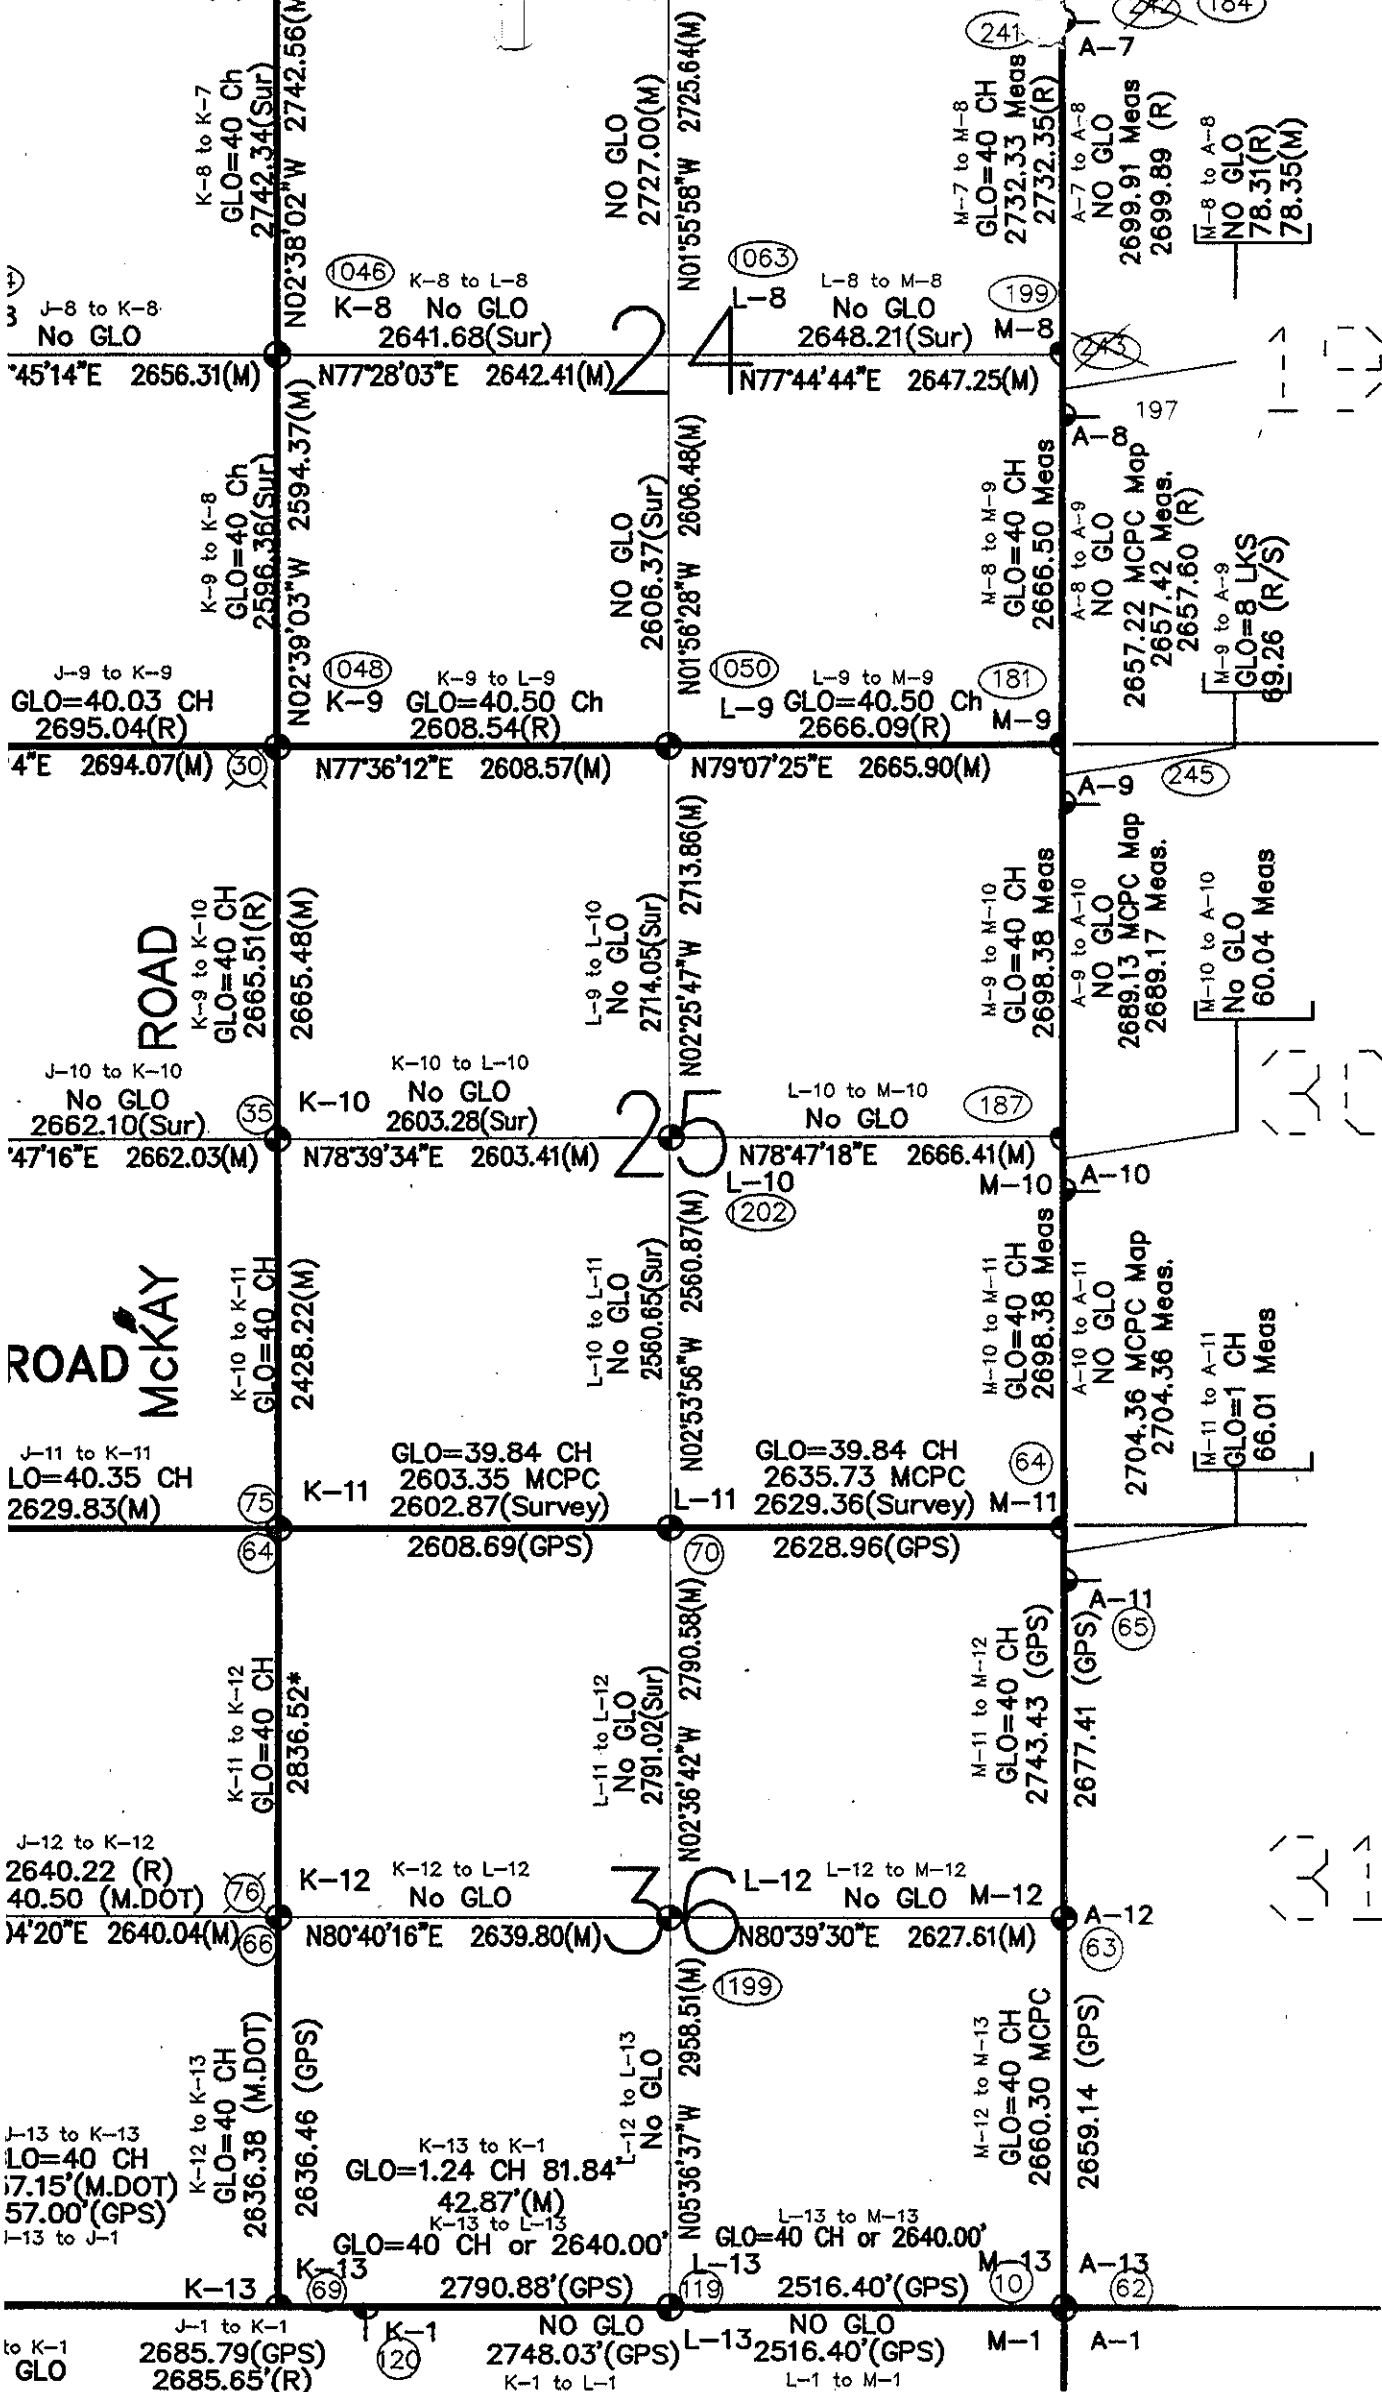 242
184
241
A-7
K-8 to K-7
GLO=40 Ch
2742.34(Sur)
N02°38'02"W 2742.56(M
NO GLO
2727.00(M)
N01°55'58"W 2725.64(M)
M-7 to M-8
GLO=40 CH
2732.33 Meas
2732.35(R)
A-7 to A-8
NO GLO
2699.91 Meas
2699.89 (R)
M-8 to A-8
NO GLO
78.31(R)
78.35(M)
J-8 to K-8
No GLO
°45'14"E 2656.31(M)
1046
K-8
K-8 to L-8
No GLO
2641.68(Sur)
N77°28'03"E 2642.41(M)
24
1063
L-8
L-8 to M-8
No GLO
2648.21(Sur)
N77°44'44"E 2647.25(M)
199
M-8
243
197
A-8
K-9 to K-8
GLO=40 Ch
2596.36(Sur)
N02°39'03"W 2594.37(M)
NO GLO
2606.37(Sur)
N01°56'28"W 2606.48(M)
M-8 to M-9
GLO=40 CH
2666.50 Meas
A-8 to A-9
NO GLO
2657.22 MCPC Map
2657.42 Meas.
2657.60 (R)
M-9 to A-9
GLO=8 LKS
69.26 (R/S)
J-9 to K-9
GLO=40.03 CH
2695.04(R)
4"E 2694.07(M)
30
1048
K-9
K-9 to L-9
GLO=40.50 Ch
2608.54(R)
N77°36'12"E 2608.57(M)
1050
L-9
L-9 to M-9
GLO=40.50 Ch
2666.09(R)
N79°07'25"E 2665.90(M)
181
M-9
245
A-9
ROAD
K-9 to K-10
GLO=40 CH
2665.51(R)
2665.48(M)
L-9 to L-10
No GLO
2714.05(Sur)
N02°25'47"W 2713.86(M)
M-9 to M-10
GLO=40 CH
2698.38 Meas
A-9 to A-10
NO GLO
2689.13 MCPC Map
2689.17 Meas.
M-10 to A-10
No GLO
60.04 Meas
J-10 to K-10
No GLO
2662.10(Sur)
°47'16"E 2662.03(M)
35
K-10
K-10 to L-10
No GLO
2603.28(Sur)
N78°39'34"E 2603.41(M)
25
L-10
1202
L-10 to M-10
No GLO
N78°47'18"E 2666.41(M)
187
M-10
A-10
30
ROAD
McKAY
K-10 to K-11
GLO=40 CH
2428.22(M)
L-10 to L-11
No GLO
2560.65(Sur)
N02°53'56"W 2560.87(M)
M-10 to M-11
GLO=40 CH
2698.38 Meas
A-10 to A-11
NO GLO
2704.36 MCPC Map
2704.36 Meas.
M-11 to A-11
GLO=1 CH
66.01 Meas
J-11 to K-11
LO=40.35 CH
2629.83(M)
75
64
K-11
GLO=39.84 CH
2603.35 MCPC
2602.87(Survey)
2608.69(GPS)
L-11
70
GLO=39.84 CH
2635.73 MCPC
2629.36(Survey)
2628.96(GPS)
64
M-11
A-11
65
K-11 to K-12
GLO=40 CH
2836.52*
L-11 to L-12
No GLO
2791.02(Sur)
N02°36'42"W 2790.58(M)
M-11 to M-12
GLO=40 CH
2743.43 (GPS)
2677.41 (GPS)
J-12 to K-12
2640.22 (R)
40.50 (M.DOT)
04'20"E 2640.04(M)
76
66
K-12
K-12 to L-12
No GLO
N80°40'16"E 2639.80(M)
36
L-12
1199
L-12 to M-12
No GLO
N80°39'30"E 2627.61(M)
M-12
A-12
63
31
K-12 to K-13
GLO=40 CH
2636.38 (M.DOT)
2636.46 (GPS)
L-12 to L-13
No GLO
N05°36'37"W 2958.51(M)
M-12 to M-13
GLO=40 CH
2660.30 MCPC
2659.14 (GPS)
J-13 to K-13
LO=40 CH
57.15'(M.DOT)
57.00'(GPS)
J-13 to J-1
K-13 to K-1
GLO=1.24 CH 81.84'
42.87'(M)
K-13 to L-13
GLO=40 CH or 2640.00'
2790.88'(GPS)
L-13 to M-13
GLO=40 CH or 2640.00'
2516.40'(GPS)
K-13
K-13
69
L-13
119
M-13
10
A-13
62
to K-1
GLO
J-1 to K-1
2685.79(GPS)
2685.65'(R)
K-1
120
NO GLO
2748.03'(GPS)
K-1 to L-1
L-13
NO GLO
2516.40'(GPS)
L-1 to M-1
M-1
A-1